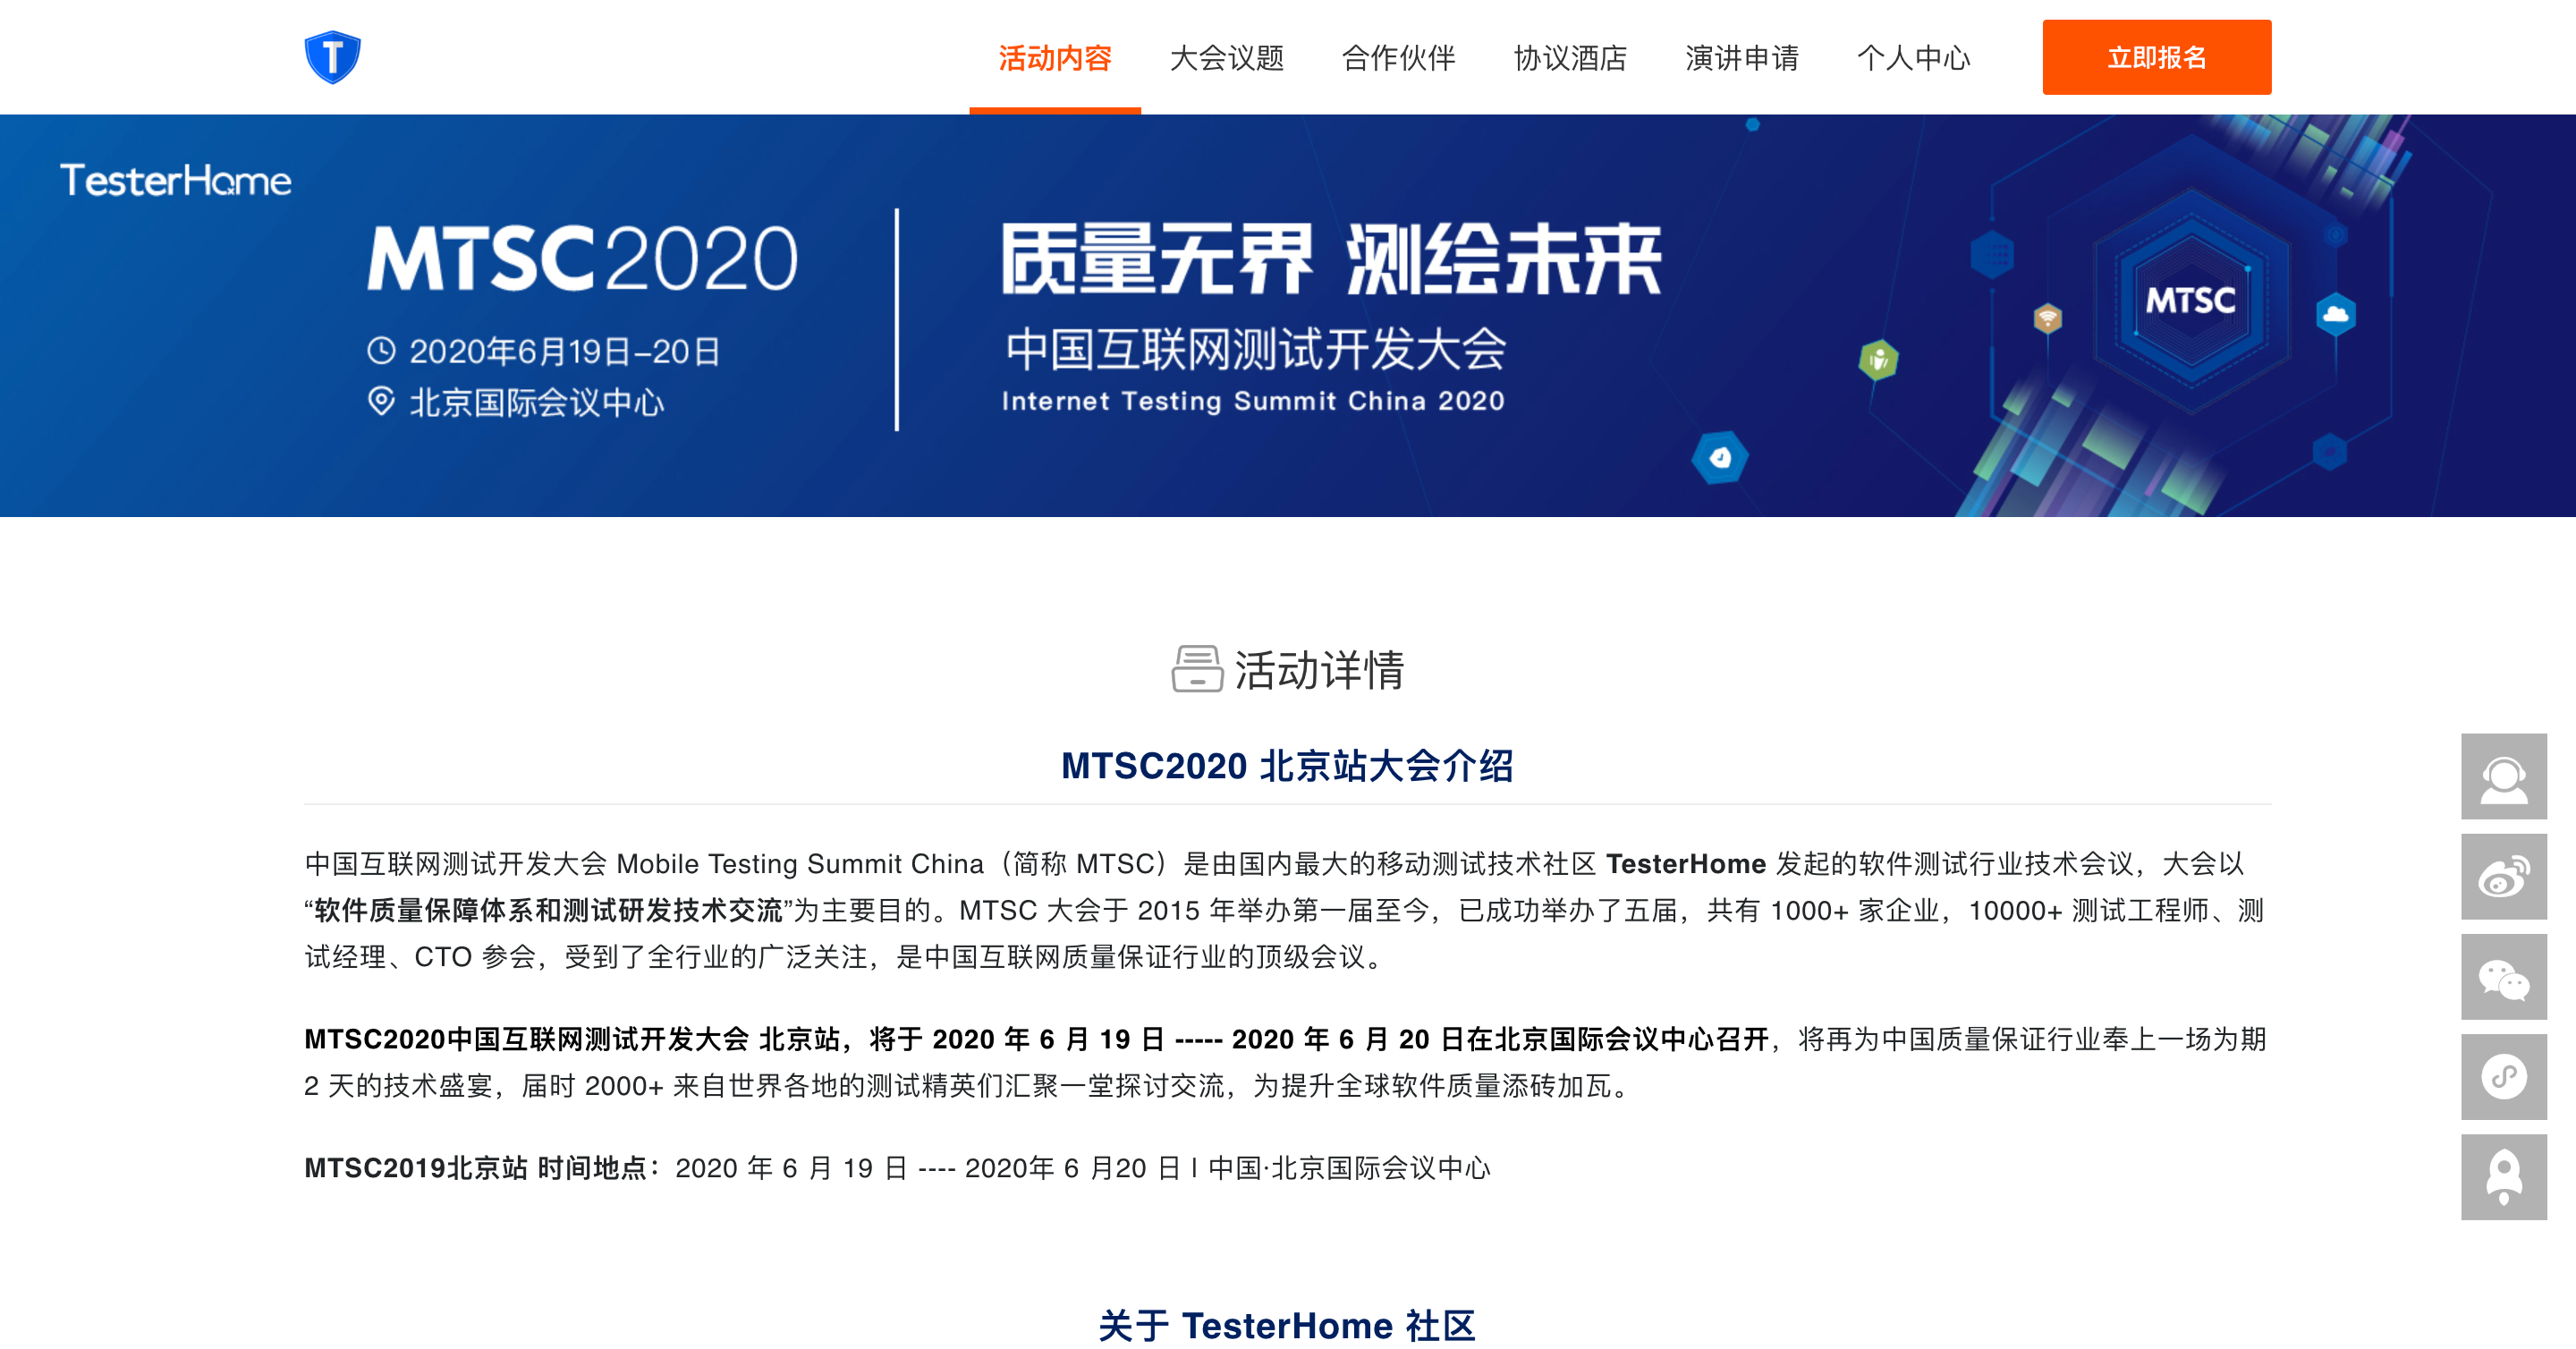 T
活动内容 大会议题 合作伙伴 协议酒店 演讲申请 个人中心 立即报名
TesterHome
MTSC2020
2020年6月19日-20日
北京国际会议中心
质量无界 测绘未来
中国互联网测试开发大会
Internet Testing Summit China 2020
MTSC
活动详情
MTSC2020 北京站大会介绍
中国互联网测试开发大会 Mobile Testing Summit China（简称 MTSC）是由国内最大的移动测试技术社区 TesterHome 发起的软件测试行业技术会议，大会以
“软件质量保障体系和测试研发技术交流”为主要目的。MTSC 大会于 2015 年举办第一届至今，已成功举办了五届，共有 1000+ 家企业，10000+ 测试工程师、测
试经理、CTO 参会，受到了全行业的广泛关注，是中国互联网质量保证行业的顶级会议。
MTSC2020中国互联网测试开发大会 北京站，将于 2020 年 6 月 19 日 ----- 2020 年 6 月 20 日在北京国际会议中心召开，将再为中国质量保证行业奉上一场为期
2 天的技术盛宴，届时 2000+ 来自世界各地的测试精英们汇聚一堂探讨交流，为提升全球软件质量添砖加瓦。
MTSC2019北京站 时间地点：2020 年 6 月 19 日 ---- 2020年 6 月20 日 I 中国·北京国际会议中心
关于 TesterHome 社区